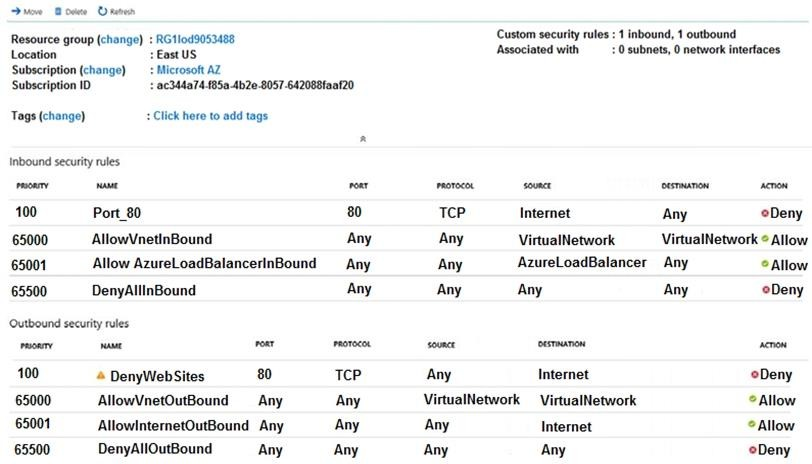 Move Delete Refresh
Resource group (change) : RG1lod9053488
Location : East US
Subscription (change) : Microsoft AZ
Subscription ID : ac344a74-f85a-4b2e-8057-642088faaf20
Tags (change) : Click here to add tags
Custom security rules : 1 inbound, 1 outbound
Associated with : 0 subnets, 0 network interfaces
Inbound security rules
PRIORITY NAME PORT PROTOCOL SOURCE DESTINATION ACTION
100 Port_80 80 TCP Internet Any Deny
65000 AllowVnetInBound Any Any VirtualNetwork VirtualNetwork Allow
65001 Allow AzureLoadBalancerInBound Any Any AzureLoadBalancer Any Allow
65500 DenyAllInBound Any Any Any Any Deny
Outbound security rules
PRIORITY NAME PORT PROTOCOL SOURCE DESTINATION ACTION
100 DenyWebSites 80 TCP Any Internet Deny
65000 AllowVnetOutBound Any Any VirtualNetwork VirtualNetwork Allow
65001 AllowInternetOutBound Any Any Any Internet Allow
65500 DenyAllOutBound Any Any Any Any Deny